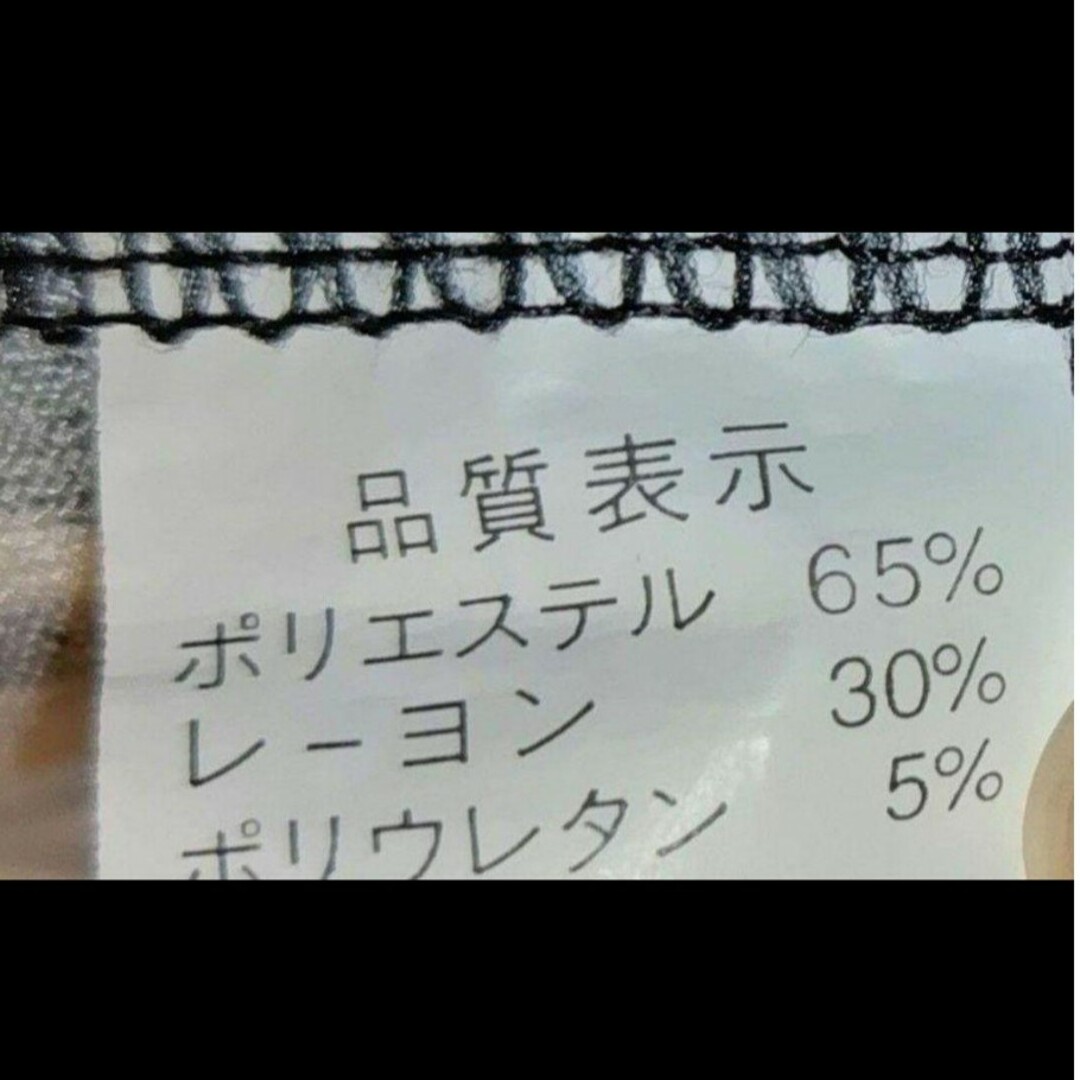 品質表示
ポリエステル 65%
レーヨン 30%
ポリウレタン 5%